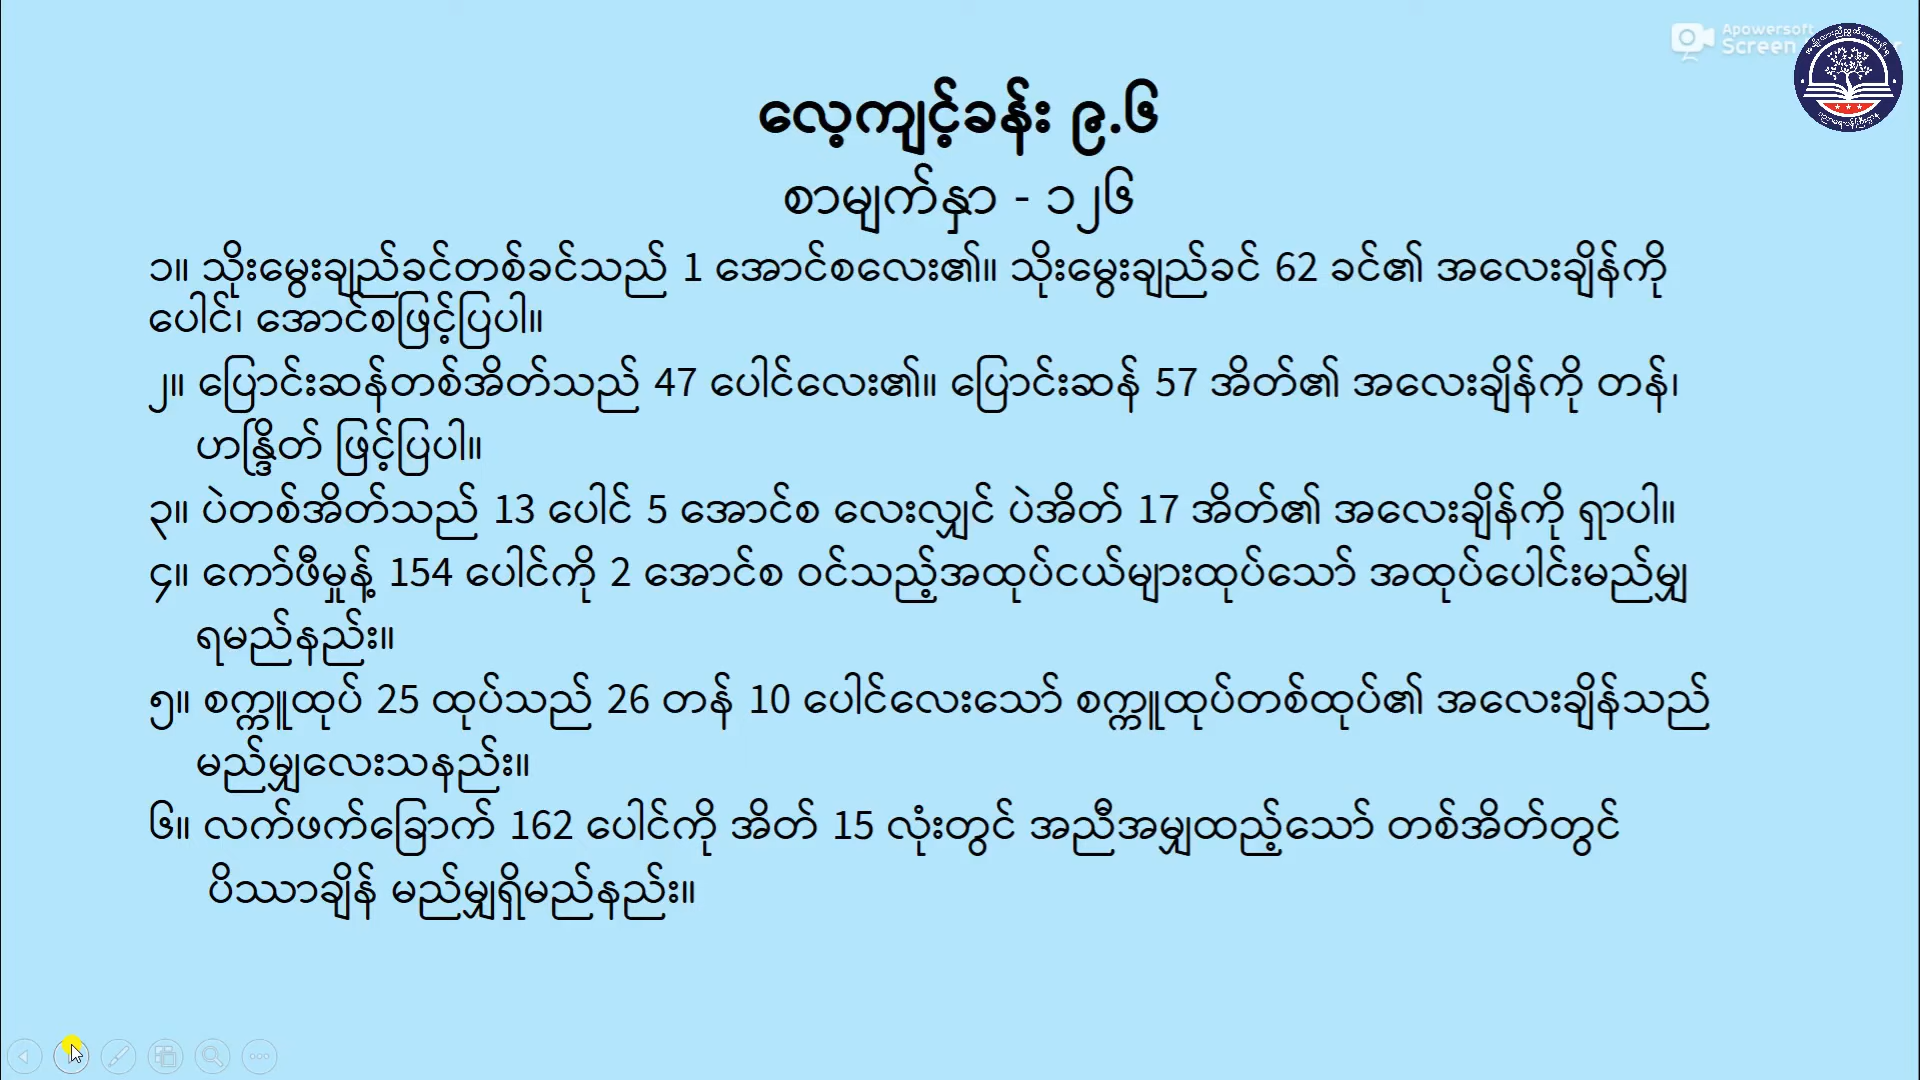 Apowersoft
Screen
လေ့ကျင့်ခန်း ၉.၆
စာမျက်နှာ - ၁၂၆
၁။ သိုးမွေးချည်ခင်တစ်ခင်သည် 1 အောင်စလေး၏။ သိုးမွေးချည်ခင် 62 ခင်၏ အလေးချိန်ကို
ပေါင်၊ အောင်စဖြင့်ပြပါ။
၂။ ပြောင်းဆန်တစ်အိတ်သည် 47 ပေါင်လေး၏။ ပြောင်းဆန် 57 အိတ်၏ အလေးချိန်ကို တန်၊
ဟန္ဒြိတ် ဖြင့်ပြပါ။
၃။ ပဲတစ်အိတ်သည် 13 ပေါင် 5 အောင်စ လေးလျှင် ပဲအိတ် 17 အိတ်၏ အလေးချိန်ကို ရှာပါ။
၄။ ကော်ဖီမှုန့် 154 ပေါင်ကို 2 အောင်စ ဝင်သည့်အထုပ်ငယ်များထုပ်သော် အထုပ်ပေါင်းမည်မျှ
ရမည်နည်း။
၅။ စက္ကူထုပ် 25 ထုပ်သည် 26 တန် 10 ပေါင်လေးသော် စက္ကူထုပ်တစ်ထုပ်၏ အလေးချိန်သည်
မည်မျှလေးသနည်း။
၆။ လက်ဖက်ခြောက် 162 ပေါင်ကို အိတ် 15 လုံးတွင် အညီအမျှထည့်သော် တစ်အိတ်တွင်
ပိဿာချိန် မည်မျှရှိမည်နည်း။